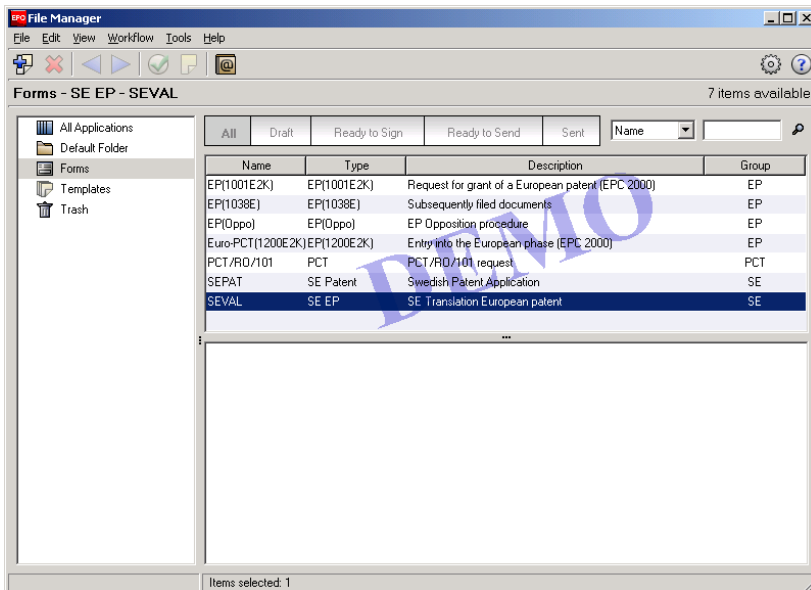 EPO File Manager
File Edit View Workflow Tools Help
Forms - SE EP - SEVAL 7 items available
All Applications
Default Folder
Forms
Templates
Trash
All Draft Ready to Sign Ready to Send Sent Name
Name Type Description Group
EP(1001E2K) EP(1001E2K) Request for grant of a European patent (EPC 2000) EP
EP(1038E) EP(1038E) Subsequently filed documents EP
EP(Oppo) EP(Oppo) EP Opposition procedure EP
Euro-PCT(1200E2K) EP(1200E2K) Entry into the European phase (EPC 2000) EP
PCT/RO/101 PCT PCT/RO/101 request PCT
SEPAT SE Patent Swedish Patent Application SE
SEVAL SE EP SE Translation European patent SE
DEMO
Items selected: 1